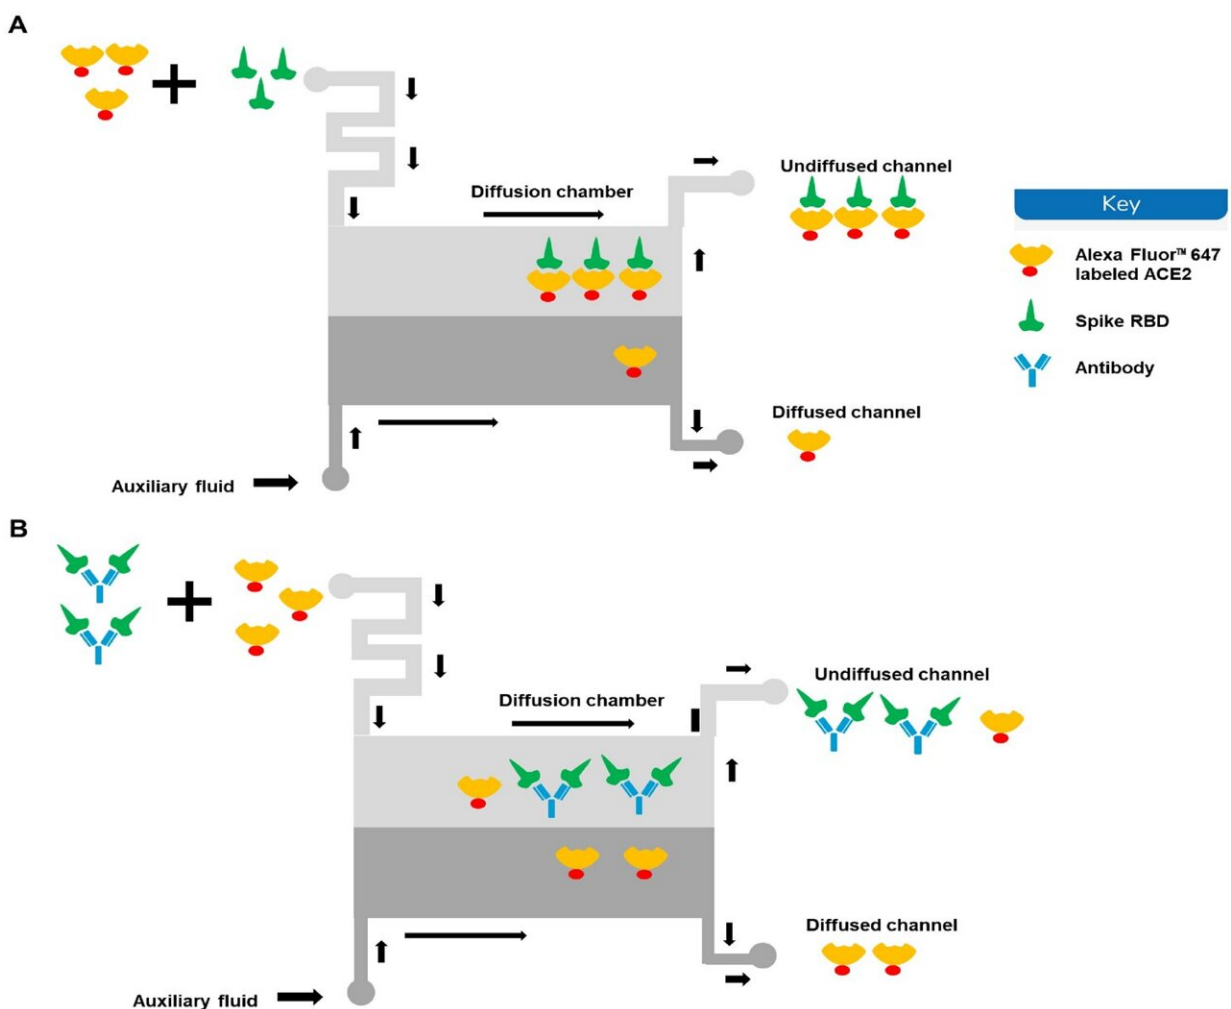 A
Undiffused channel
Diffusion chamber
Key
Alexa Fluor™ 647
labeled ACE2
Spike RBD
Antibody
Diffused channel
Auxiliary fluid
B
Undiffused channel
Diffusion chamber
Diffused channel
Auxiliary fluid